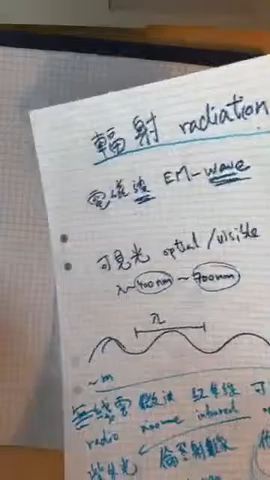 輻射 radiation
電磁波 EM-wave
可見光 optical/visible
λ~400nm~700nm
λ
~m
無線電 微波 紅外線 可
radio infrared
紫外光 倫琴射線